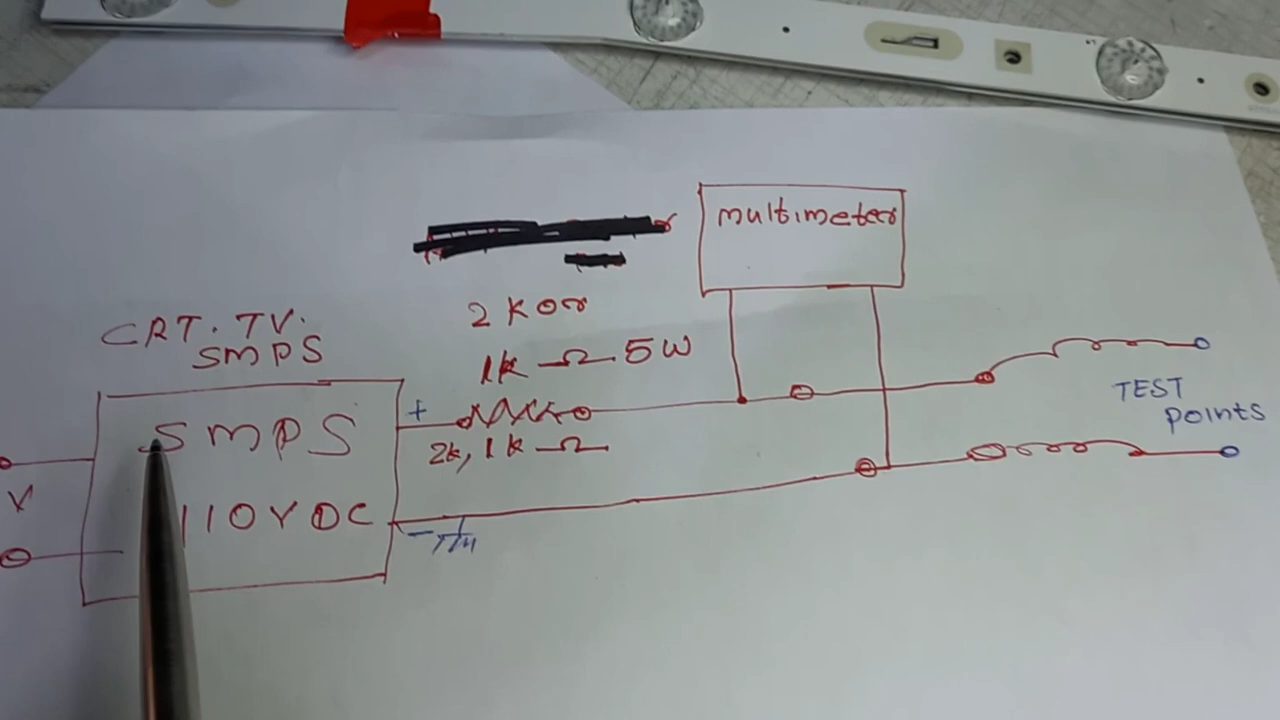 multimeter
2 K or
1K Ω 5W
CRT. TV.
SMPS
+
SMPS
2k, 1k Ω
TEST
Points
V
110VDC
-